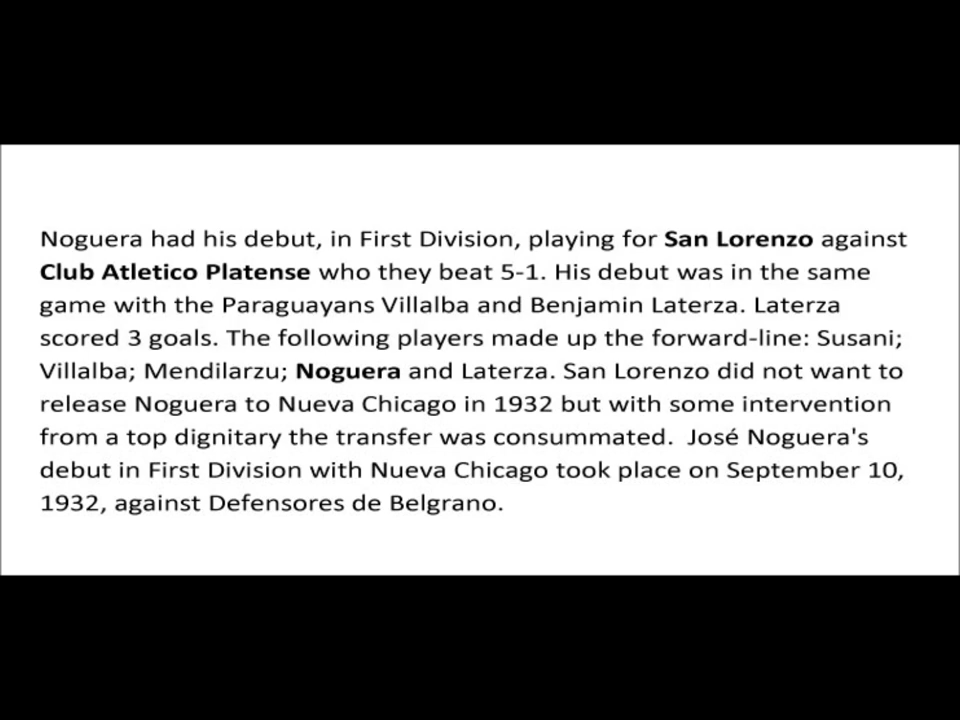 Noguera had his debut, in First Division, playing for San Lorenzo against
Club Atletico Platense who they beat 5-1. His debut was in the same
game with the Paraguayans Villalba and Benjamin Laterza. Laterza
scored 3 goals. The following players made up the forward-line: Susani;
Villalba; Mendilarzu; Noguera and Laterza. San Lorenzo did not want to
release Noguera to Nueva Chicago in 1932 but with some intervention
from a top dignitary the transfer was consummated.  José Noguera's
debut in First Division with Nueva Chicago took place on September 10,
1932, against Defensores de Belgrano.